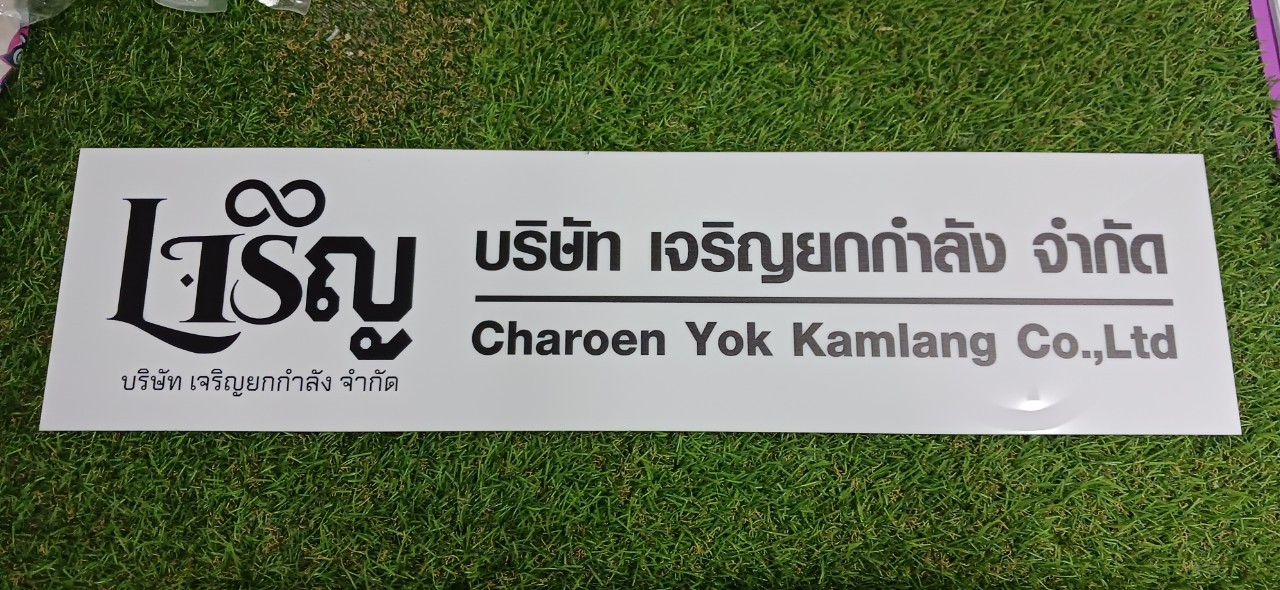 เจริญ
บริษัท เจริญยกกำลัง จำกัด
บริษัท เจริญยกกำลัง จำกัด
Charoen Yok Kamlang Co.,Ltd